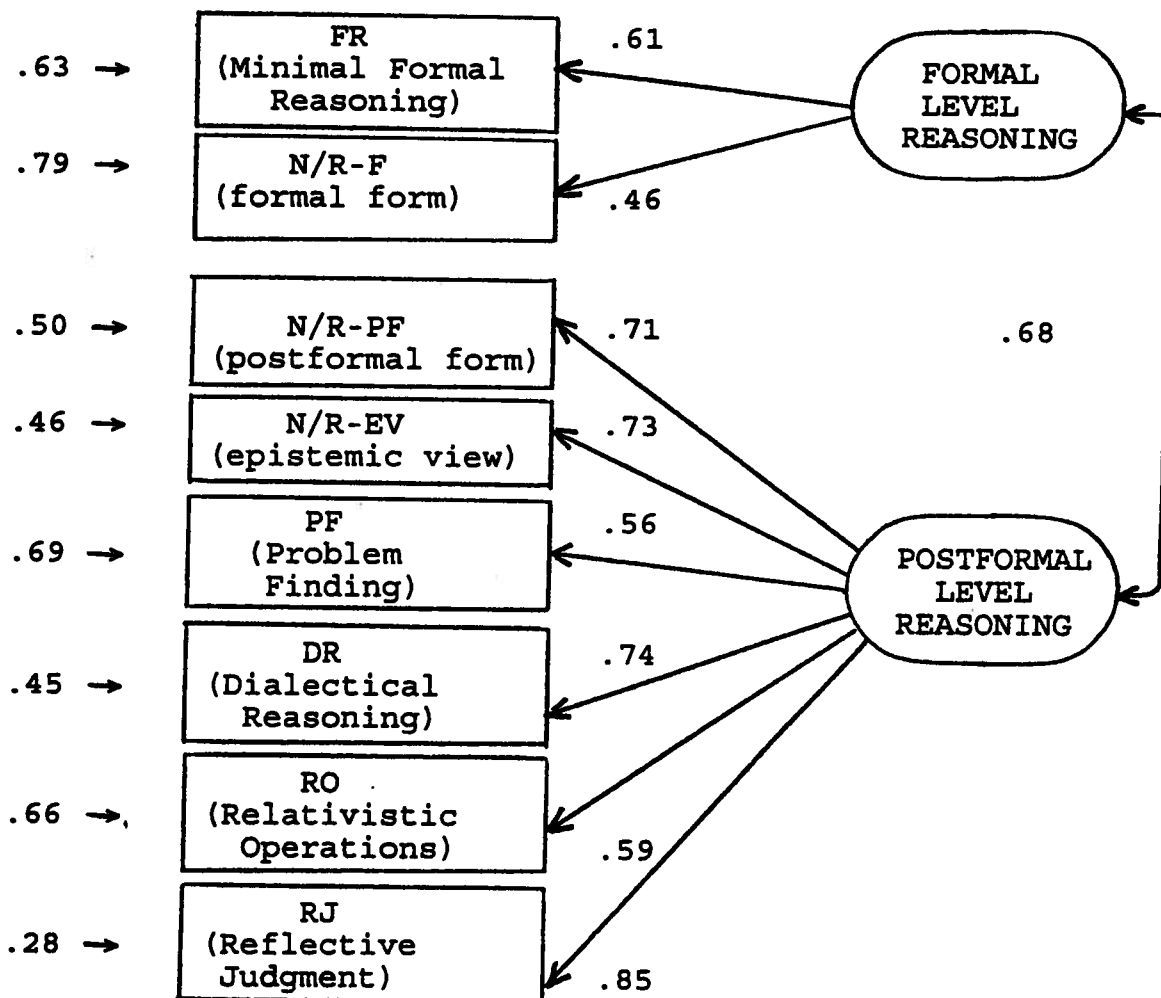 FR
.61
.63 →
(Minimal Formal
Reasoning)
FORMAL
LEVEL
REASONING
.79 →
N/R-F
(formal form)
.46
.50 →
N/R-PF
(postformal form)
.71
.68
.46 →
N/R-EV
(epistemic view)
.73
.69 →
PF
(Problem
Finding)
.56
POSTFORMAL
LEVEL
REASONING
.45 →
DR
(Dialectical
Reasoning)
.74
.66 →
RO
(Relativistic
Operations)
.59
.28 →
RJ
(Reflective
Judgment)
.85